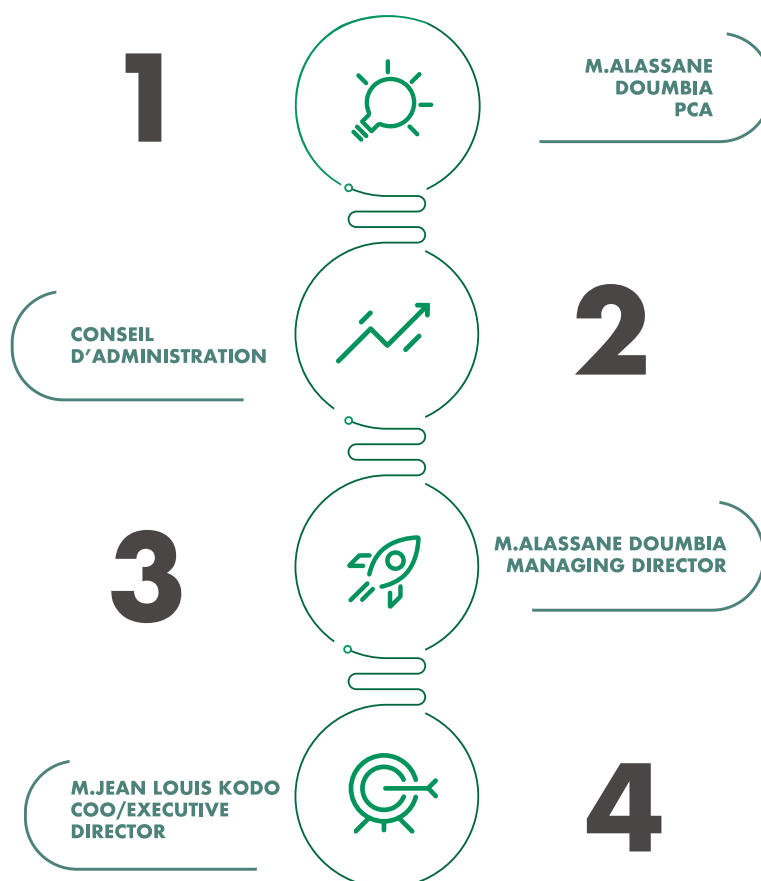 1
M.ALASSANE
DOUMBIA
PCA
CONSEIL
D'ADMINISTRATION
2
3
M.ALASSANE DOUMBIA
MANAGING DIRECTOR
M.JEAN LOUIS KODO
COO/EXECUTIVE
DIRECTOR
4